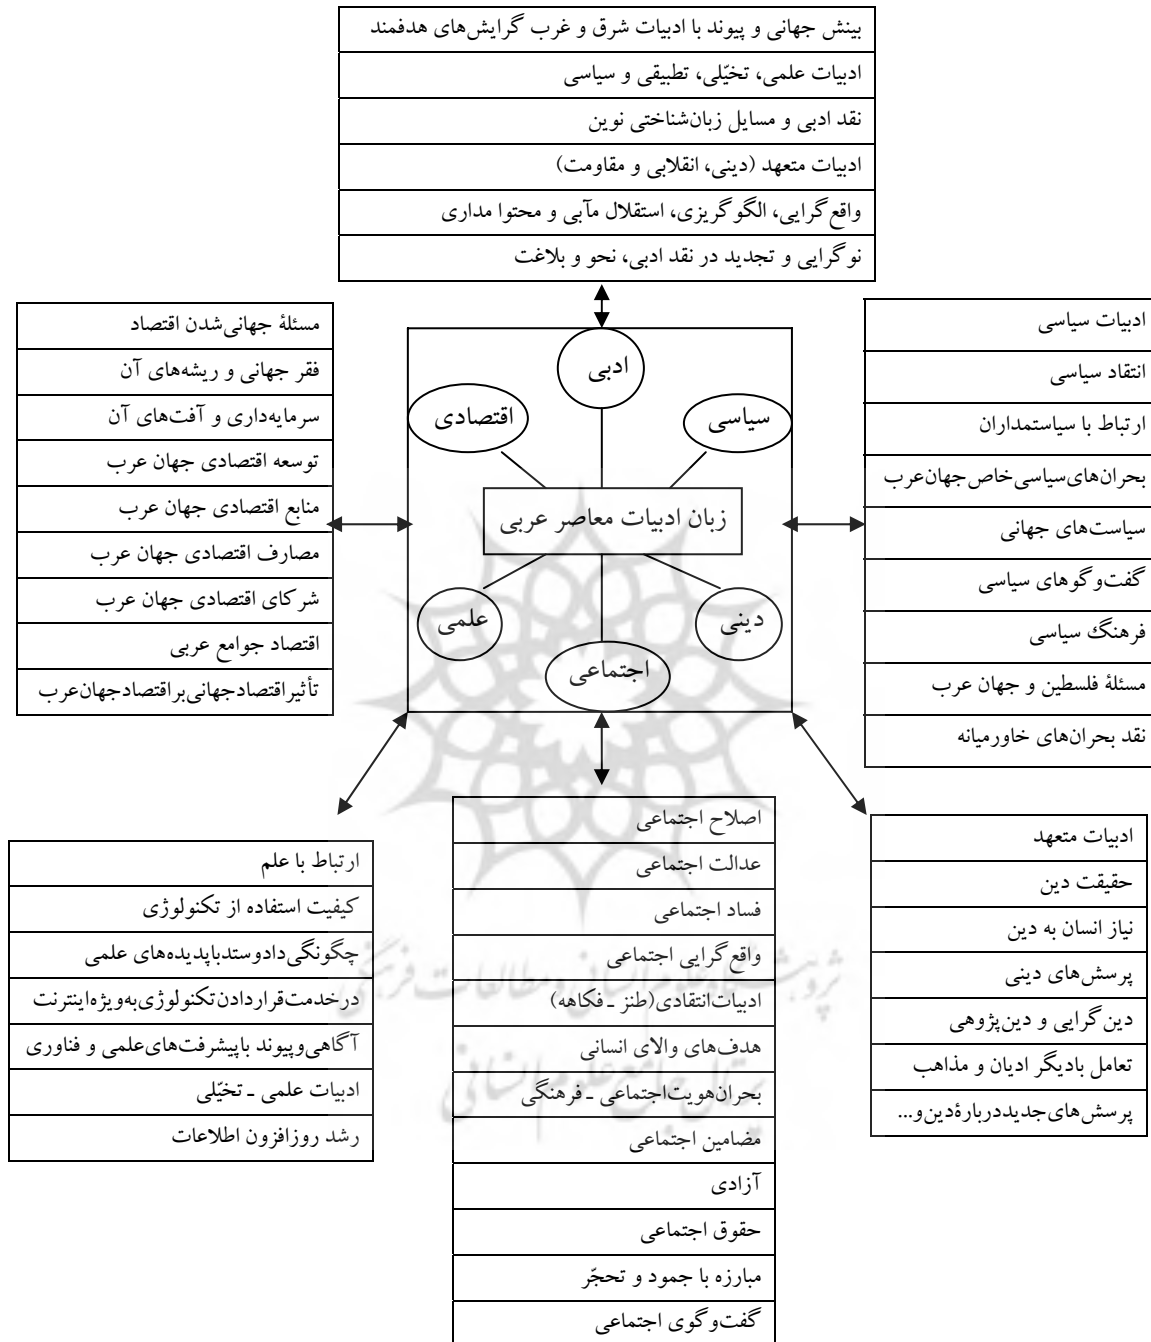 بینش جهانی و پیوند با ادبیات شرق و غرب گرایش‌های هدفمند
ادبیات علمی، تخیّلی، تطبیقی و سیاسی
نقد ادبی و مسایل زبان‌شناختی نوین
ادبیات متعهد (دینی، انقلابی و مقاومت)
واقع‌گرایی، الگوگریزی، استقلال مآبی و محتوا مداری
نوگرایی و تجدید در نقد ادبی، نحو و بلاغت
ادبیات سیاسی
انتقاد سیاسی
ارتباط با سیاستمداران
بحران‌های‌سیاسی‌خاص‌جهان‌عرب
سیاست‌های جهانی
گفت‌وگوهای سیاسی
فرهنگ سیاسی
مسئلهٔ فلسطین و جهان عرب
نقد بحران‌های خاورمیانه
ادبی
سیاسی
اقتصادی
زبان ادبیات معاصر عربی
دینی
علمی
اجتماعی
مسئلهٔ جهانی‌شدن اقتصاد
فقر جهانی و ریشه‌های آن
سرمایه‌داری و آفت‌های آن
توسعه اقتصادی جهان عرب
منابع اقتصادی جهان عرب
مصارف اقتصادی جهان عرب
شرکای اقتصادی جهان عرب
اقتصاد جوامع عربی
تأثیراقتصادجهانی‌براقتصادجهان‌عرب
ادبیات متعهد
حقیقت دین
نیاز انسان به دین
پرسش‌های دینی
دین‌گرایی و دین‌پژوهی
تعامل بادیگر ادیان و مذاهب
پرسش‌های‌جدیددربارهٔ‌دین‌و...
اصلاح اجتماعی
عدالت اجتماعی
فساد اجتماعی
واقع‌گرایی اجتماعی
ادبیات‌انتقادی(طنز ـ فکاهه)
هدف‌های والای انسانی
بحران‌هویت‌اجتماعی ـ فرهنگی
مضامین اجتماعی
آزادی
حقوق اجتماعی
مبارزه با جمود و تحجّر
گفت‌وگوی اجتماعی
ارتباط با علم
کیفیت استفاده از تکنولوژی
چگونگی‌دادوستدباپدیده‌های علمی
درخدمت‌قراردادن‌تکنولوژی‌به‌ویژه‌اینترنت
آگاهی‌وپیوند باپیشرفت‌های‌علمی و فناوری
ادبیات علمی ـ تخیّلی
رشد روزافزون اطلاعات
پژوهشگاه علوم انسانی و مطالعات فرهنگی
پرتال جامع علوم انسانی